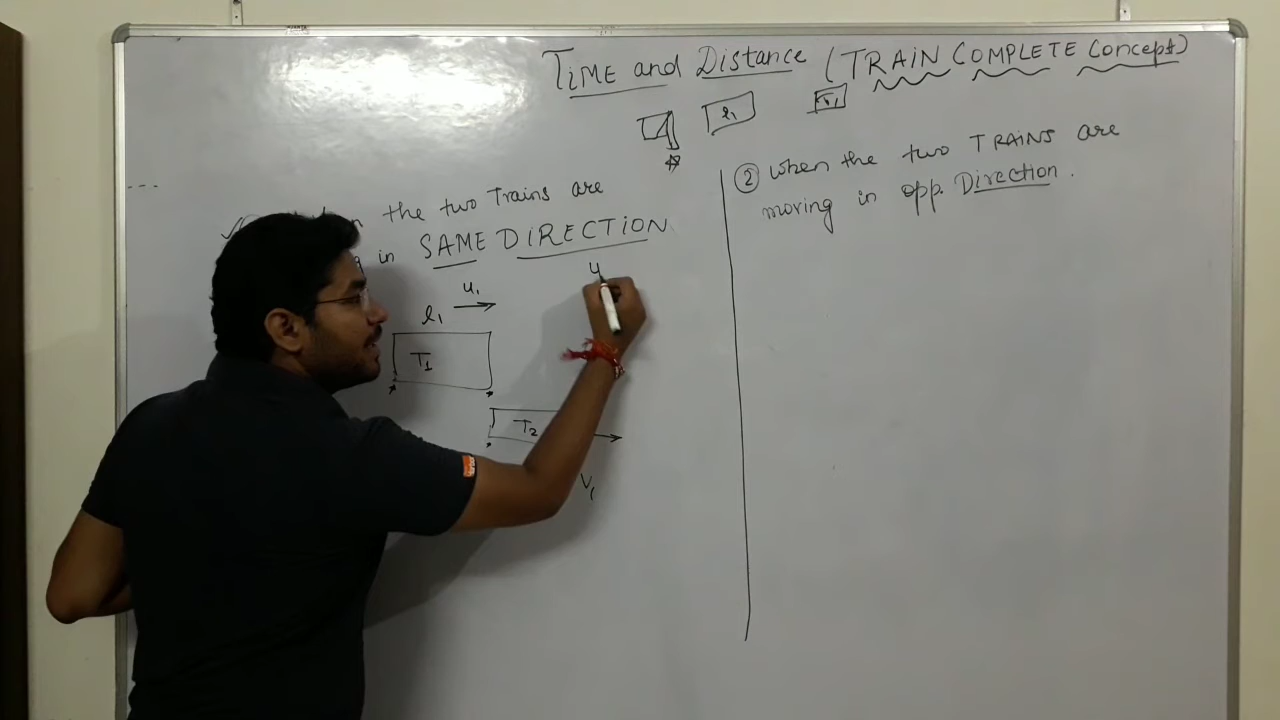 TiME and Distance (TRAIN COMPLETE Concept)
l₁
the two Trains are
in SAME DIRECTION
u₁
l₁
T₁
T₂
V₁
② When the two TRAINS are
moving in opp. Direction.